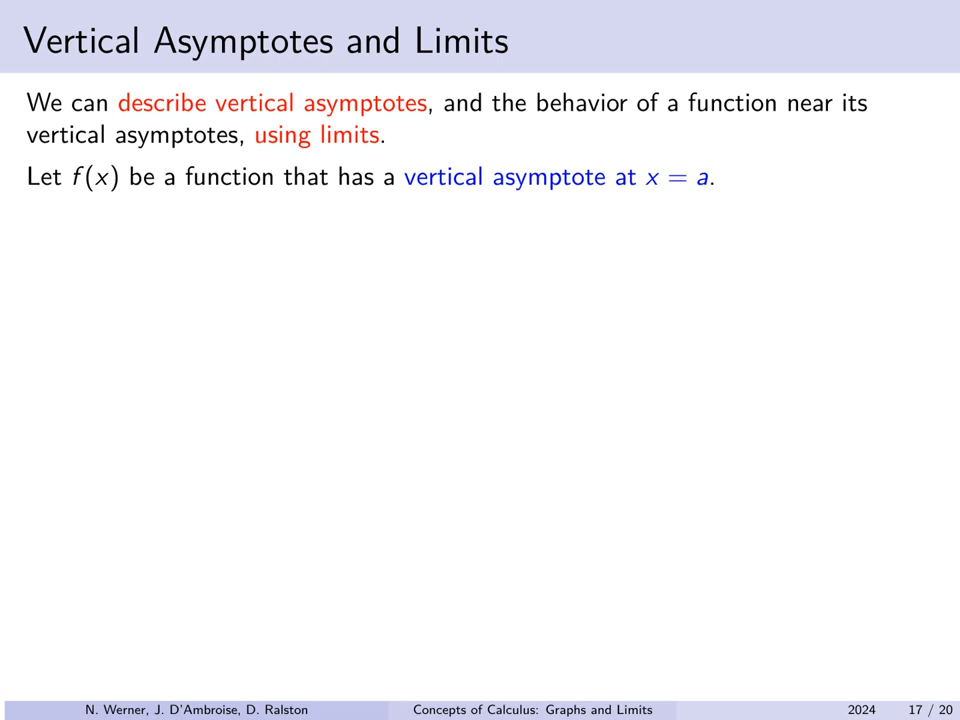 Vertical Asymptotes and Limits
We can describe vertical asymptotes, and the behavior of a function near its
vertical asymptotes, using limits.
Let f(x) be a function that has a vertical asymptote at x = a.
N. Werner, J. D'Ambroise, D. Ralston Concepts of Calculus: Graphs and Limits 2024 17 / 20